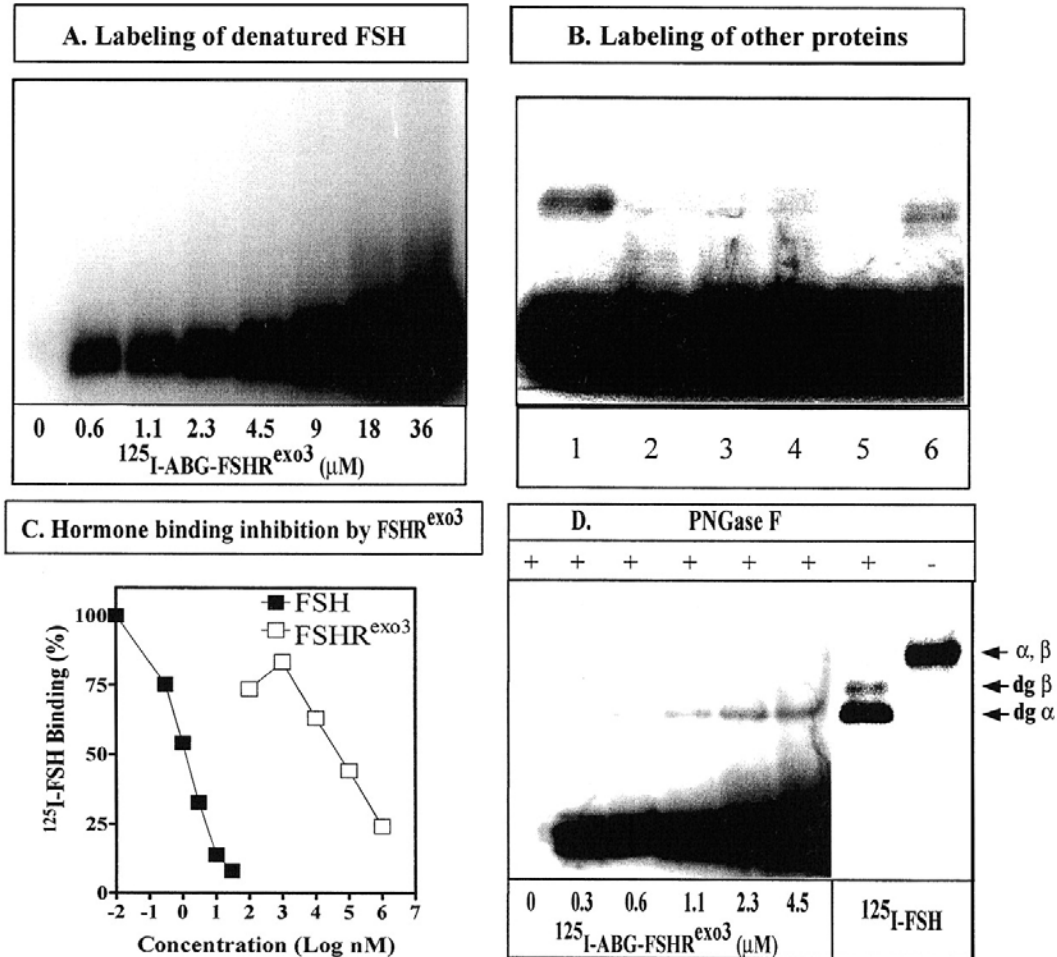 A. Labeling of denatured FSH
0 0.6 1.1 2.3 4.5 9 18 36
¹²⁵I-ABG-FSHRᵉˣᵒ³ (μM)
B. Labeling of other proteins
1 2 3 4 5 6
C. Hormone binding inhibition by FSHRᵉˣᵒ³
FSH
FSHRᵉˣᵒ³
¹²⁵I-FSH Binding (%)
100
75
50
25
0
-2 -1 0 1 2 3 4 5 6 7
Concentration (Log nM)
D. PNGase F
+ + + + + + + -
α, β
dg β
dg α
0 0.3 0.6 1.1 2.3 4.5
¹²⁵I-ABG-FSHRᵉˣᵒ³ (μM)
¹²⁵I-FSH